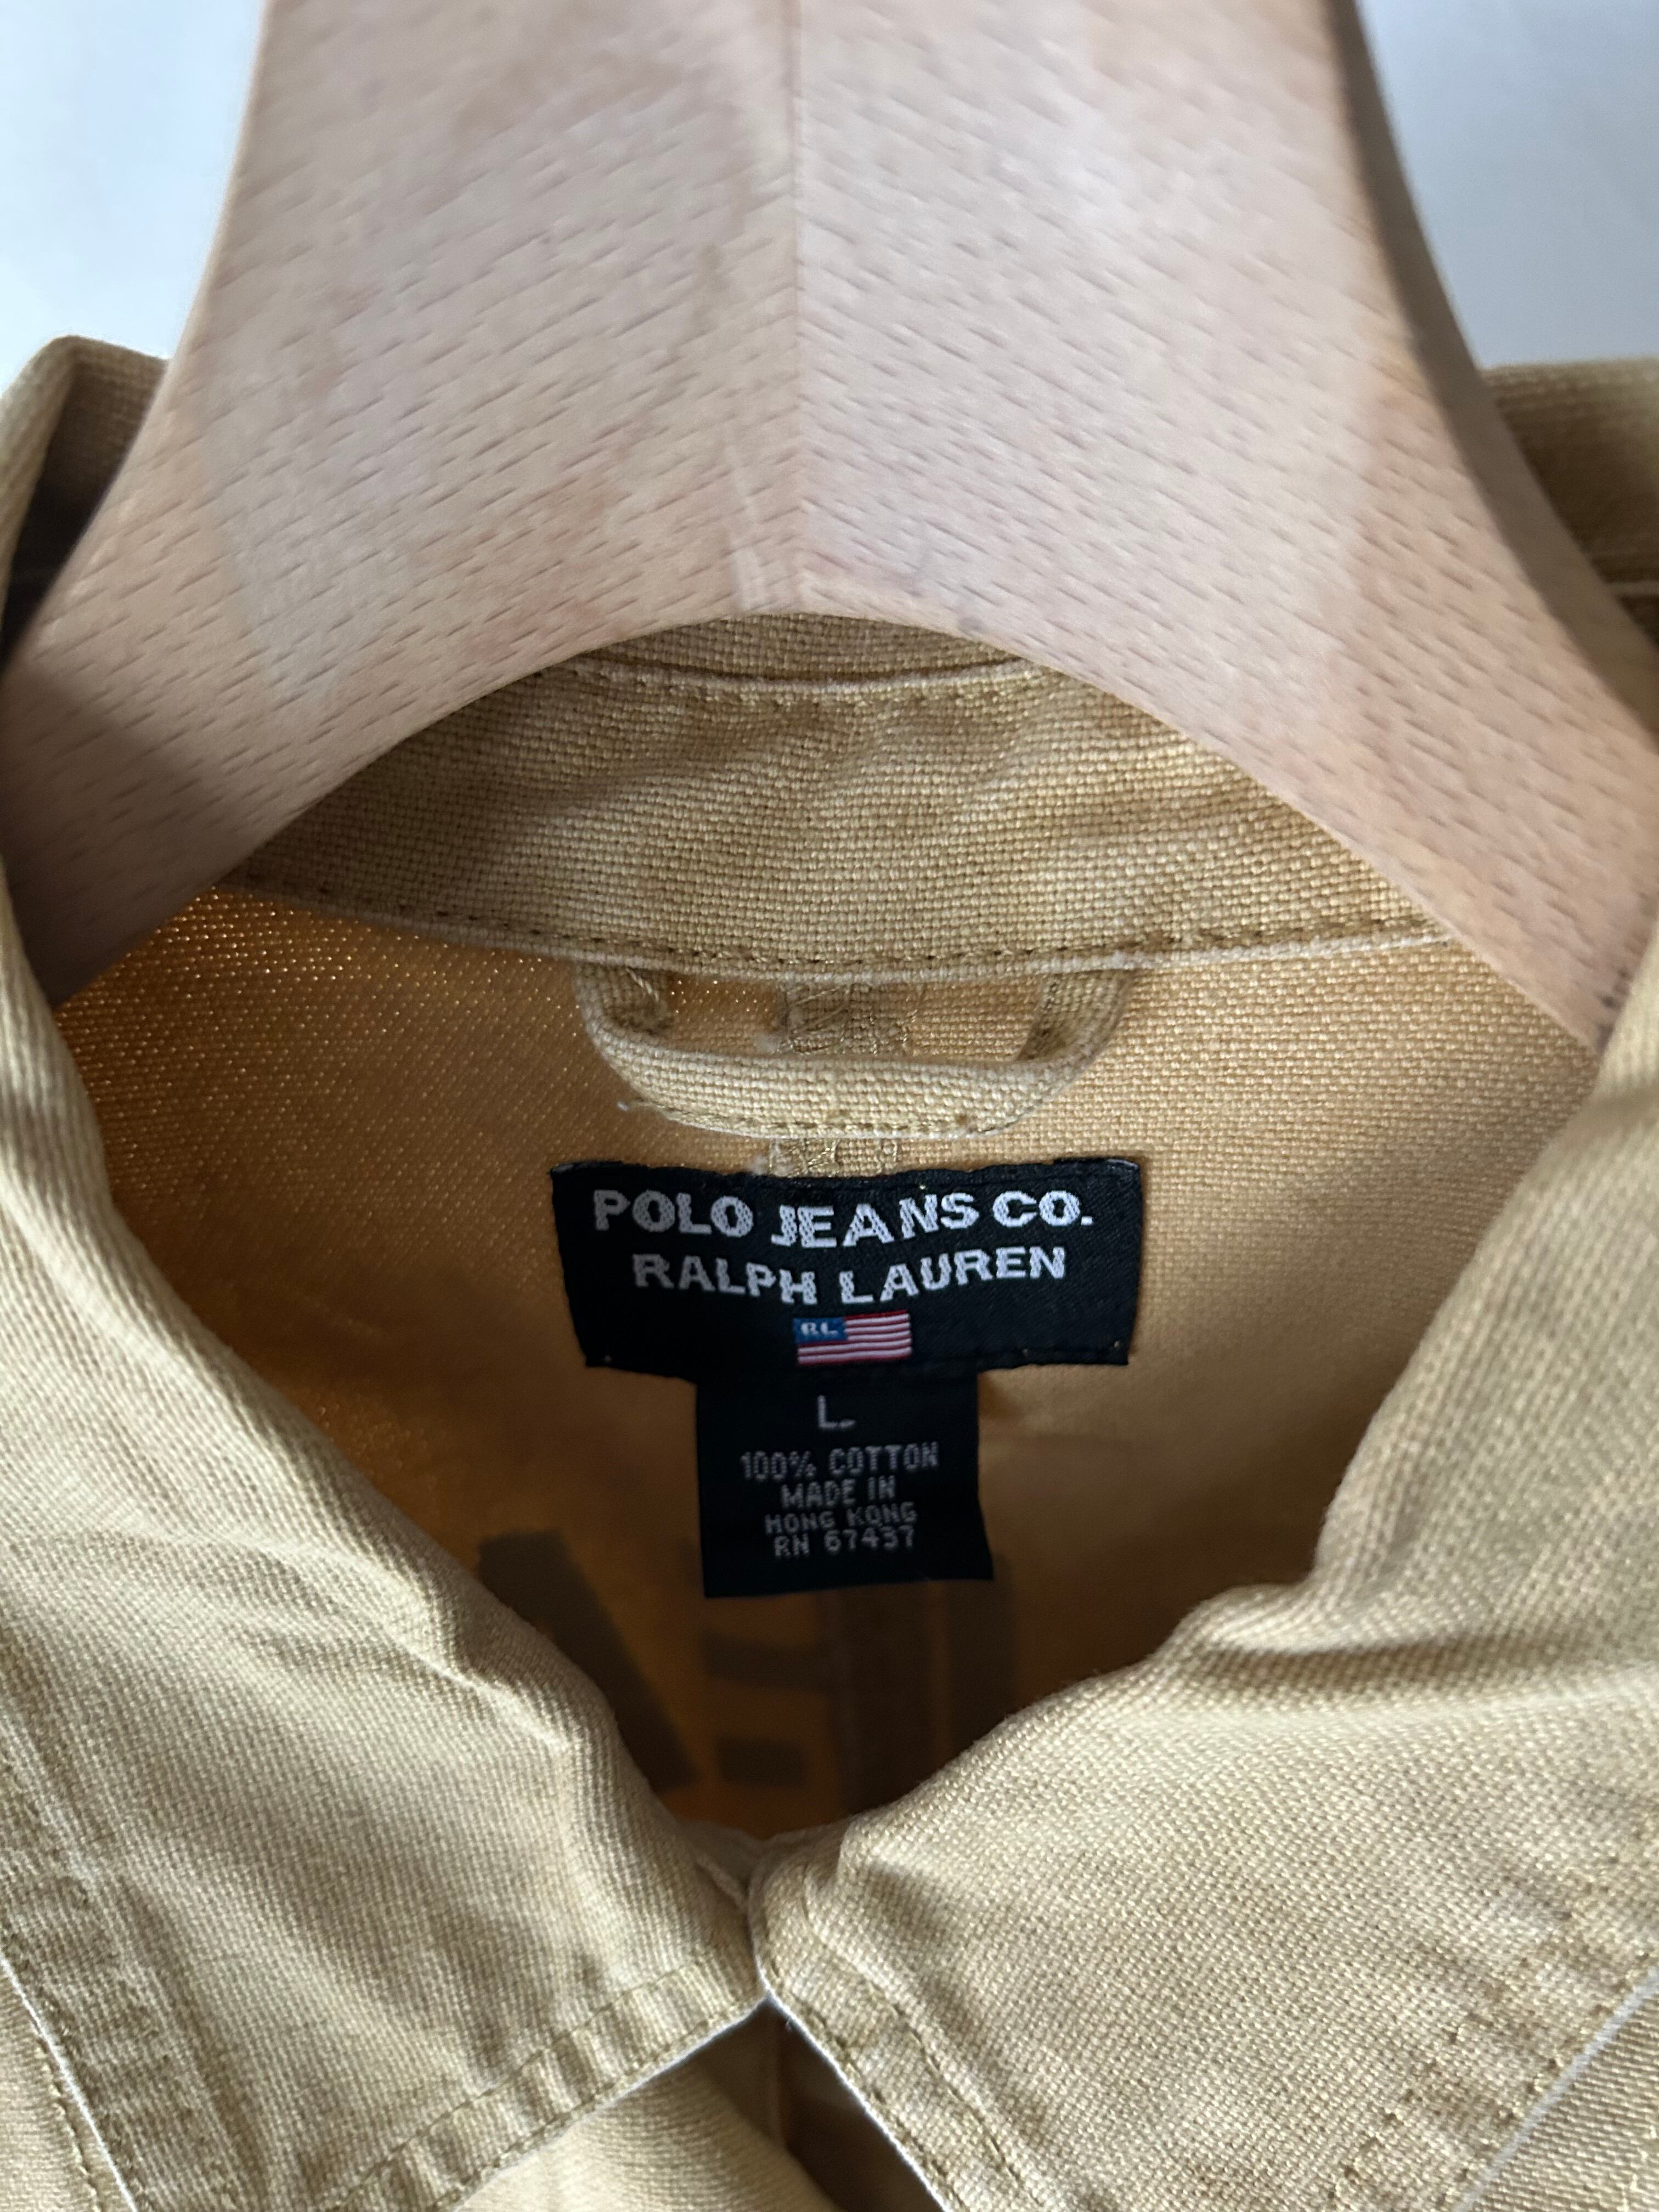 POLO JEANS CO.
RALPH LAUREN
RL
L
100% COTTON
MADE IN
HONG KONG
RN 67437